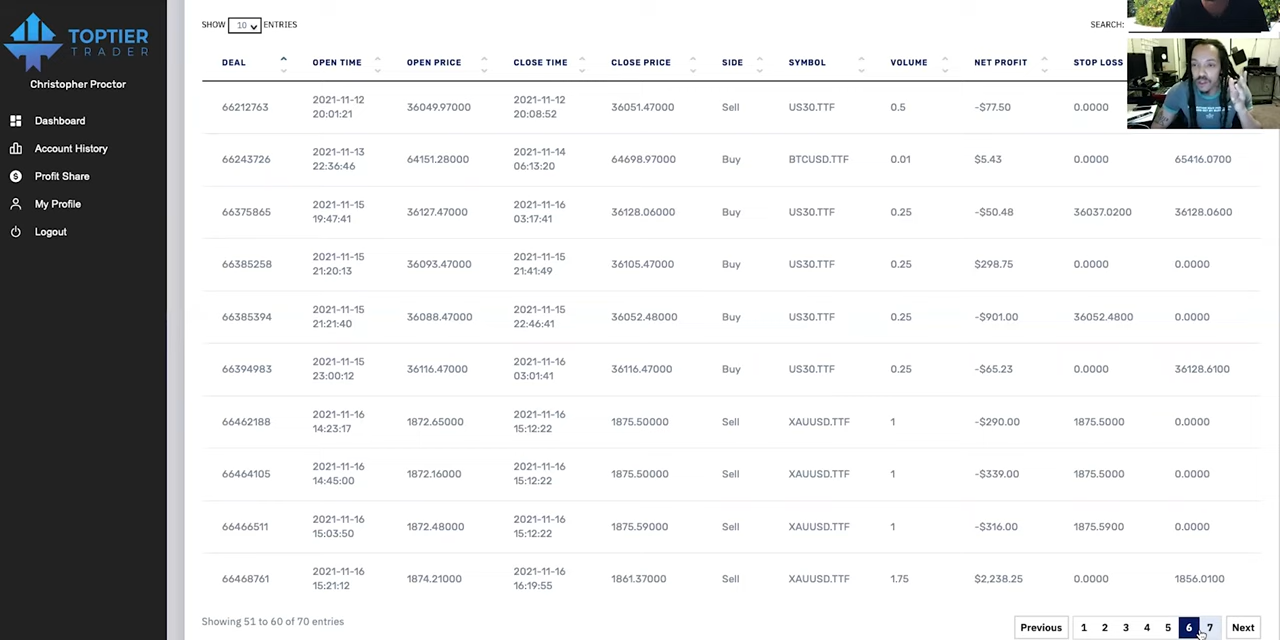 SHOW 10 ENTRIES
SEARCH:
TOPTIER
TRADER
Christopher Proctor
Dashboard
Account History
Profit Share
My Profile
Logout
DEAL OPEN TIME OPEN PRICE CLOSE TIME CLOSE PRICE SIDE SYMBOL VOLUME NET PROFIT STOP LOSS
66212763 2021-11-12 20:01:21 36049.97000 2021-11-12 20:08:52 36051.47000 Sell US30.TTF 0.5 -$77.50 0.0000
66243726 2021-11-13 22:36:46 64151.28000 2021-11-14 06:13:20 64698.97000 Buy BTCUSD.TTF 0.01 $5.43 0.0000 65416.0700
66375865 2021-11-15 19:47:41 36127.47000 2021-11-16 03:17:41 36128.06000 Buy US30.TTF 0.25 -$50.48 36037.0200 36128.0600
66385258 2021-11-15 21:20:13 36093.47000 2021-11-15 21:41:49 36105.47000 Buy US30.TTF 0.25 $298.75 0.0000 0.0000
66385394 2021-11-15 21:21:40 36088.47000 2021-11-15 22:46:41 36052.48000 Buy US30.TTF 0.25 -$901.00 36052.4800 0.0000
66394983 2021-11-15 23:00:12 36116.47000 2021-11-16 03:01:41 36116.47000 Buy US30.TTF 0.25 -$65.23 0.0000 36128.6100
66462188 2021-11-16 14:23:17 1872.65000 2021-11-16 15:12:22 1875.50000 Sell XAUUSD.TTF 1 -$290.00 1875.5000 0.0000
66464105 2021-11-16 14:45:00 1872.16000 2021-11-16 15:12:22 1875.50000 Sell XAUUSD.TTF 1 -$339.00 1875.5000 0.0000
66466511 2021-11-16 15:03:50 1872.48000 2021-11-16 15:12:22 1875.59000 Sell XAUUSD.TTF 1 -$316.00 1875.5900 0.0000
66468761 2021-11-16 15:21:12 1874.21000 2021-11-16 16:19:55 1861.37000 Sell XAUUSD.TTF 1.75 $2,238.25 0.0000 1856.0100
Showing 51 to 60 of 70 entries
Previous 1 2 3 4 5 6 7 Next